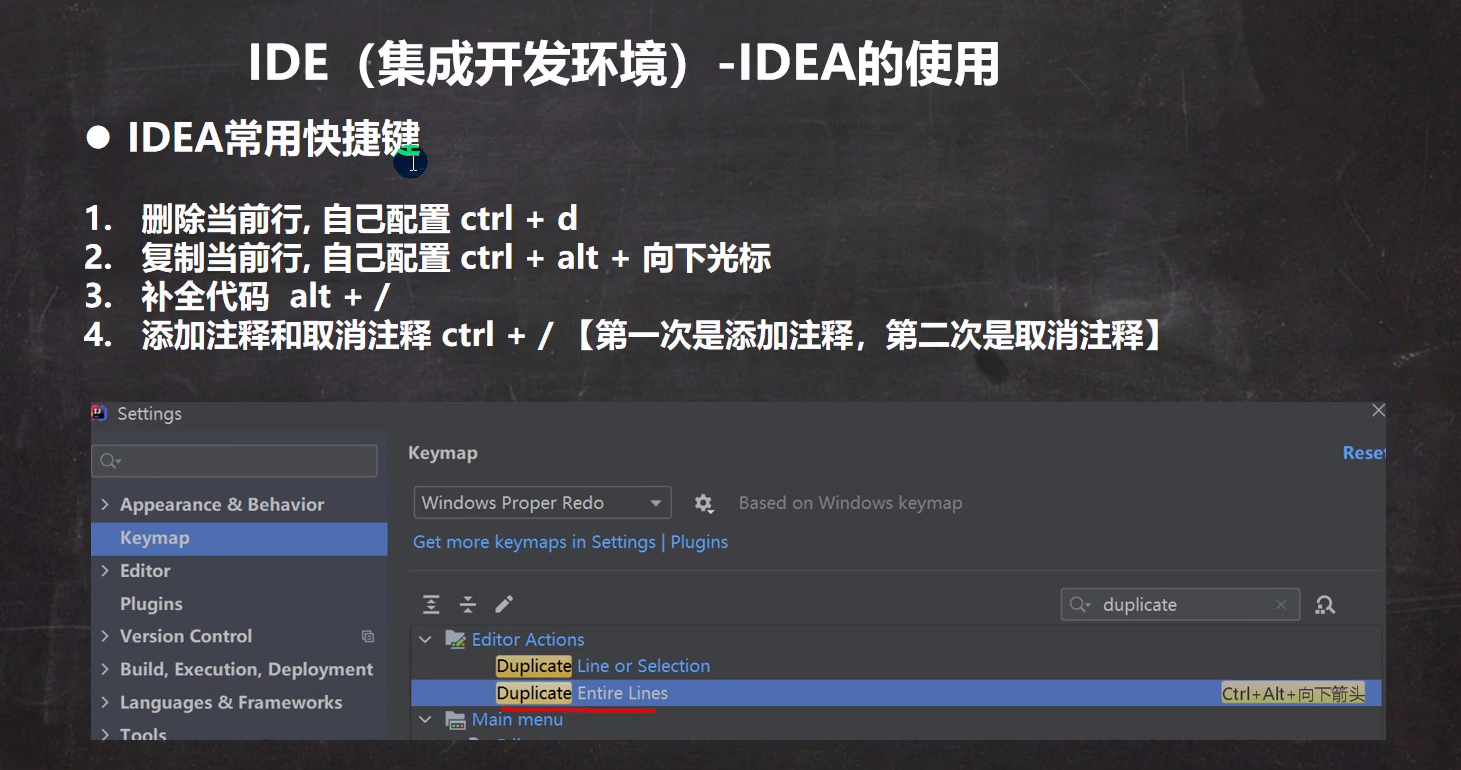 IDE（集成开发环境）-IDEA的使用
● IDEA常用快捷键
1. 删除当前行, 自己配置 ctrl + d
2. 复制当前行, 自己配置 ctrl + alt + 向下光标
3. 补全代码 alt + /
4. 添加注释和取消注释 ctrl + / 【第一次是添加注释，第二次是取消注释】
Settings
Keymap
Reset
Windows Proper Redo
Based on Windows keymap
Get more keymaps in Settings | Plugins
Appearance & Behavior
Keymap
Editor
Plugins
Version Control
Build, Execution, Deployment
Languages & Frameworks
Tools
duplicate
Editor Actions
Duplicate Line or Selection
Duplicate Entire Lines
Ctrl+Alt+向下箭头
Main menu